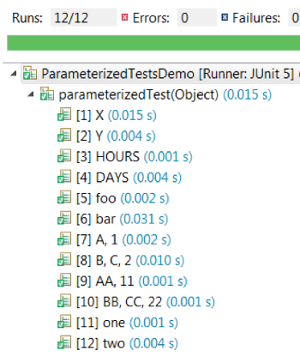 Runs: 12/12 Errors: 0 Failures: 0
ParameterizedTestsDemo [Runner: JUnit 5]
parameterizedTest(Object) (0.015 s)
[1] X (0.015 s)
[2] Y (0.004 s)
[3] HOURS (0.001 s)
[4] DAYS (0.004 s)
[5] foo (0.002 s)
[6] bar (0.031 s)
[7] A, 1 (0.002 s)
[8] B, C, 2 (0.010 s)
[9] AA, 11 (0.001 s)
[10] BB, CC, 22 (0.001 s)
[11] one (0.001 s)
[12] two (0.004 s)